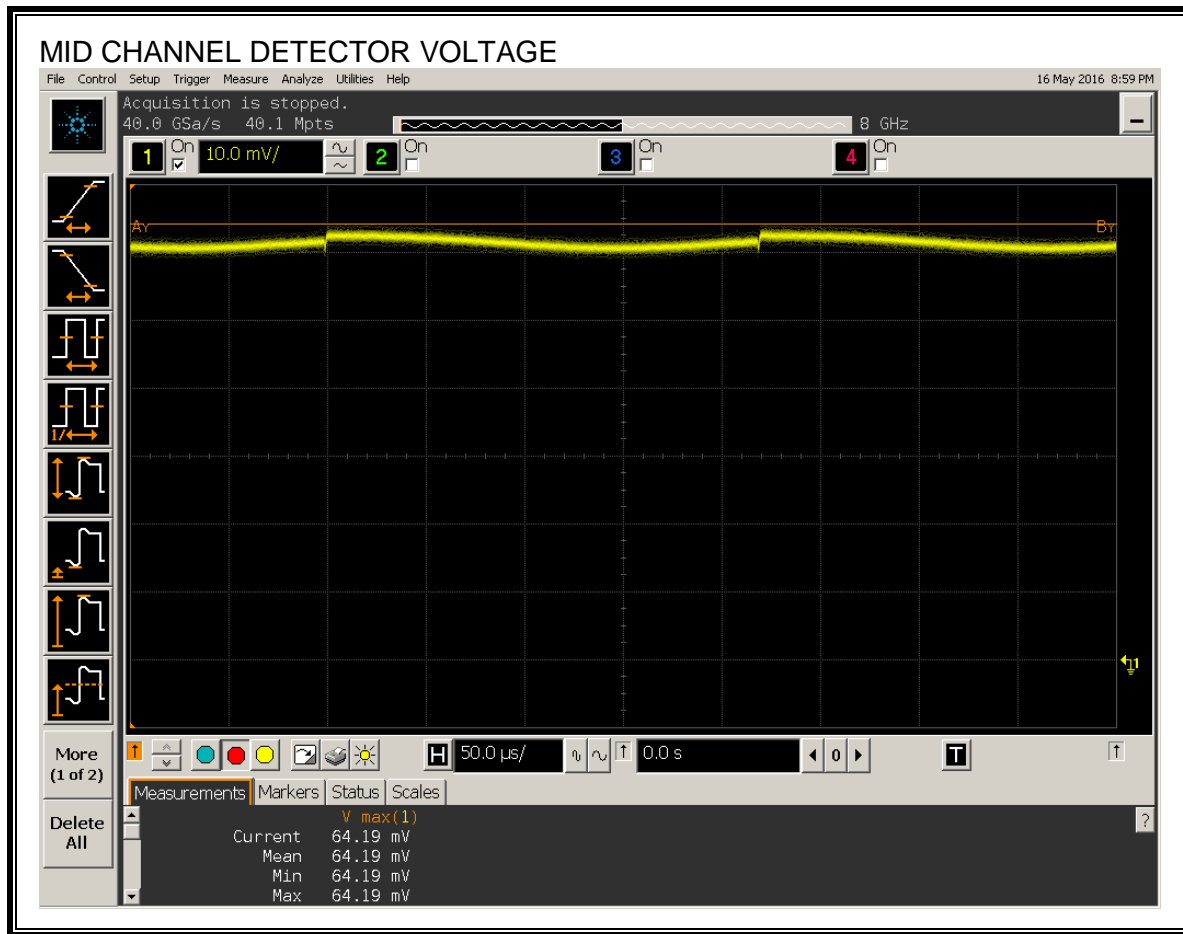 MID CHANNEL DETECTOR VOLTAGE
File Control Setup Trigger Measure Analyze Utilities Help 16 May 2016 8:59 PM
Acquisition is stopped.
40.0 GSa/s 40.1 Mpts 8 GHz
1 On 10.0 mV/ 2 On 3 On 4 On
AY BY
1/
1
More
(1 of 2)
Delete
All
H 50.0 µs/ 0.0 s 0 T
Measurements Markers Status Scales
V max(1) ?
Current 64.19 mV
Mean 64.19 mV
Min 64.19 mV
Max 64.19 mV